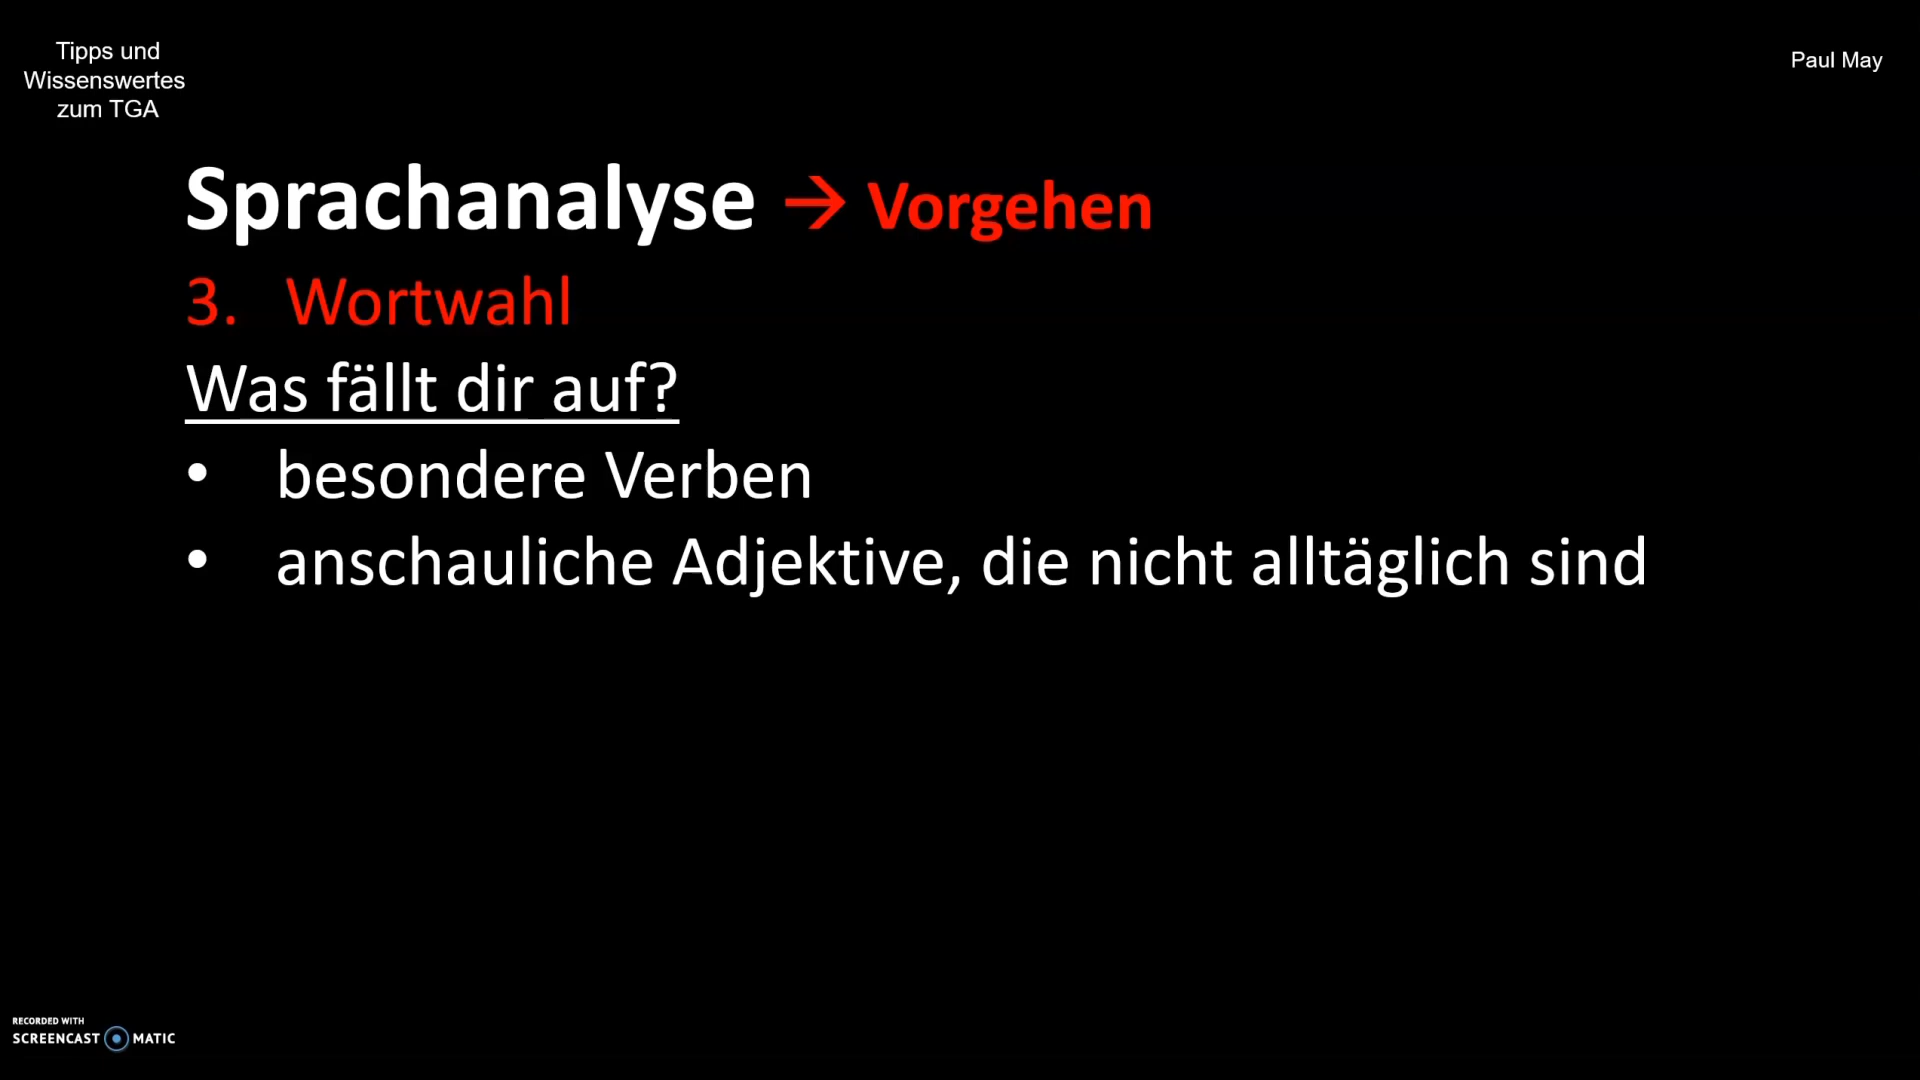 Tipps und
Wissenswertes
zum TGA
Paul May
Sprachanalyse → Vorgehen
3. Wortwahl
Was fällt dir auf?
• besondere Verben
• anschauliche Adjektive, die nicht alltäglich sind
RECORDED WITH
SCREENCAST MATIC